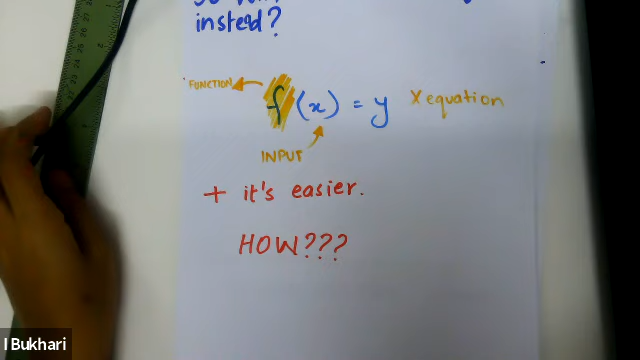 instead?
FUNCTION
f(x) = y X equation
INPUT
+ it's easier.
HOW???
I Bukhari